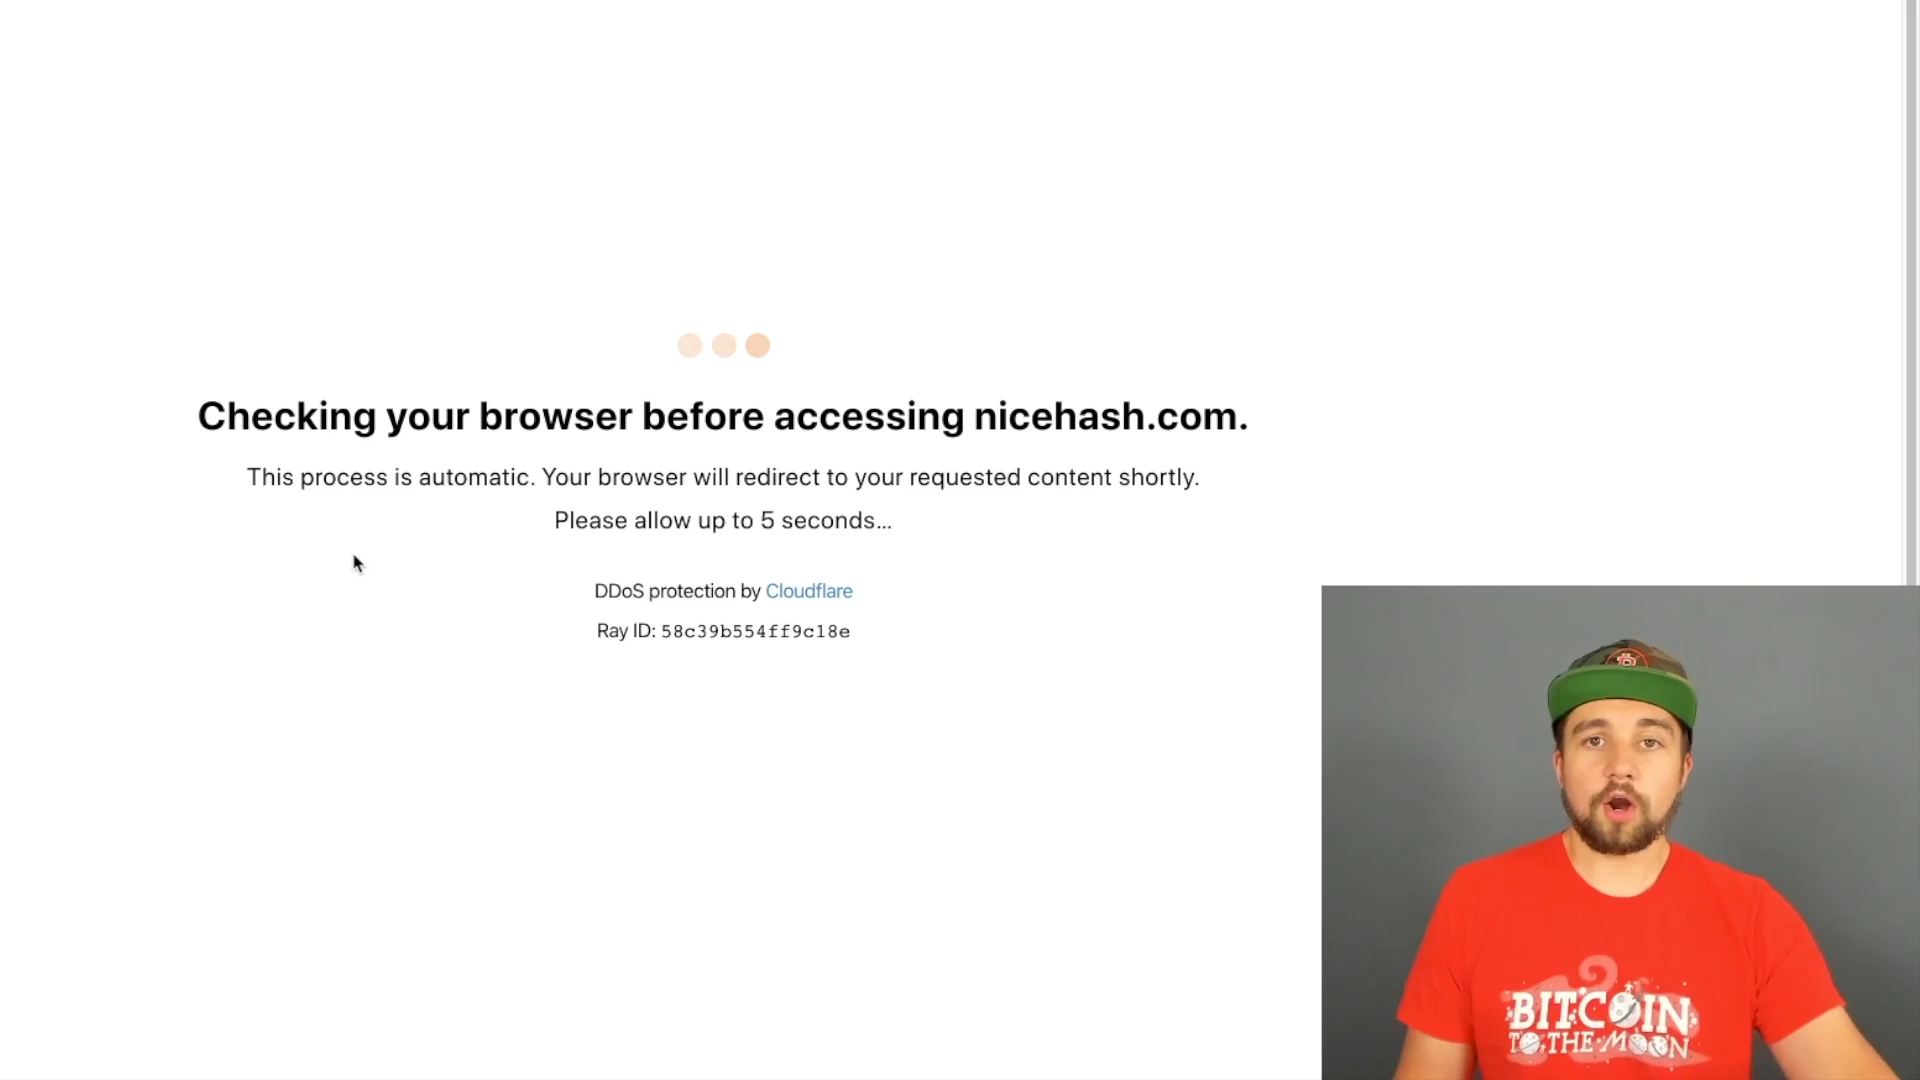 Checking your browser before accessing nicehash.com.
This process is automatic. Your browser will redirect to your requested content shortly.
Please allow up to 5 seconds...
DDoS protection by Cloudflare
Ray ID: 58c39b554ff9c18e
BITCOIN
TO THE MOON